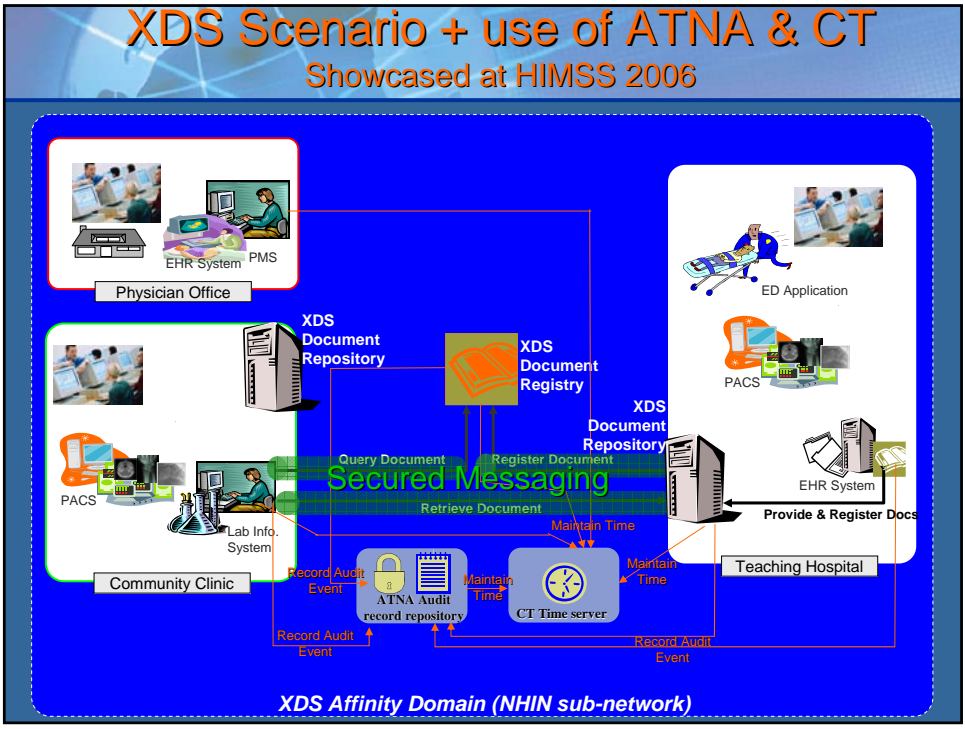 XDS Scenario + use of ATNA & CT
Showcased at HIMSS 2006
EHR System
PMS
Physician Office
ED Application
XDS
Document
Repository
XDS
Document
Registry
PACS
XDS
Document
Repository
Query Document
Register Document
Secured Messaging
Retrieve Document
PACS
Lab Info.
System
EHR System
Provide & Register Docs
Maintain Time
Community Clinic
Teaching Hospital
Record Audit
Event
ATNA Audit
record repository
Maintain
Time
CT Time server
Maintain
Time
Record Audit
Event
Record Audit
Event
XDS Affinity Domain (NHIN sub-network)